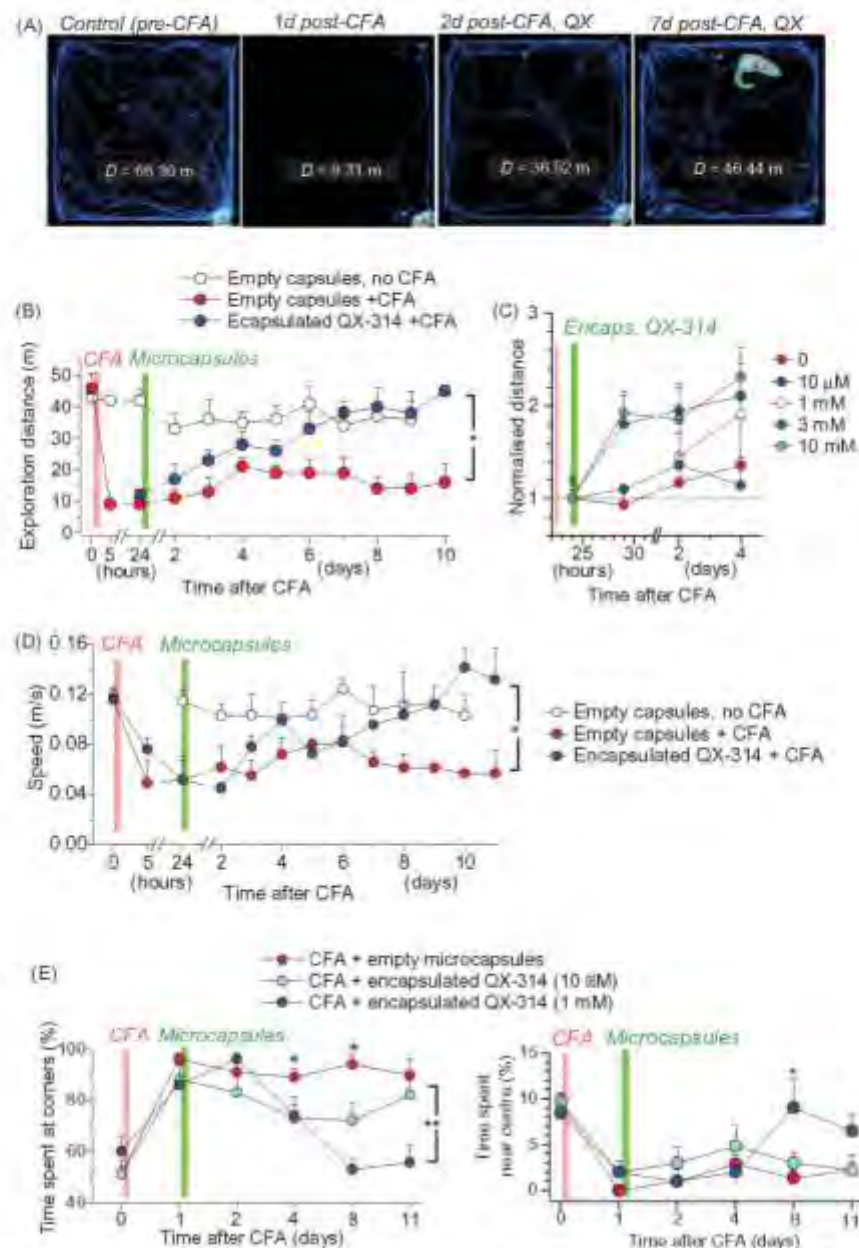 (A) Control (pre-CFA) 1d post-CFA 2d post-CFA, QX 7d post-CFA, QX
D = 9.31 m
D = 46.44 m
Empty capsules, no CFA
Empty capsules +CFA
Ecapsulated QX-314 +CFA
(B)
CFA Microcapsules
Exploration distance (m)
50
40
30
20
10
0
0 5 24 2 4 6 8 10
(hours) (days)
Time after CFA
*
(C)
Encaps. QX-314
Normalised distance
3
2
1
0
10 µM
1 mM
3 mM
10 mM
25 30 2 4
(hours) (days)
Time after CFA
(D) CFA Microcapsules
Speed (m/s)
0.16
0.12
0.08
0.04
0.00
0 5 24 2 4 6 8 10
(hours) (days)
Time after CFA
*
Empty capsules, no CFA
Empty capsules + CFA
Encapsulated QX-314 + CFA
(E)
CFA + empty microcapsules
CFA + encapsulated QX-314 (1 mM)
CFA Microcapsules
Time spent at corners (%)
100
80
60
40
* *
0 1 2 4 8 11
Time after CFA (days)
CFA Microcapsules
Time spent
near centre (%)
15
10
5
0
*
0 1 2 4 8 11
Time after CFA (days)